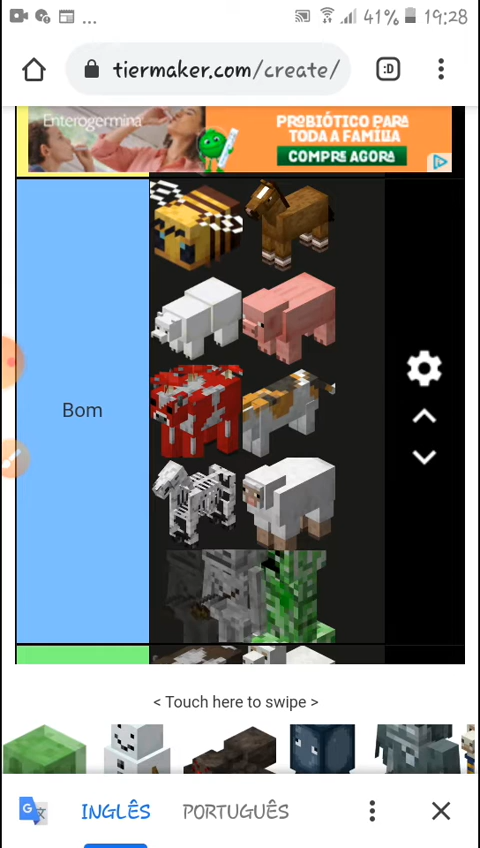 ... 41% 19:28
tiermaker.com/create/
:D
Enterogermina
PROBIÓTICO PARA
TODA A FAMÍLIA
COMPRE AGORA
Bom
< Touch here to swipe >
G INGLÊS PORTUGUÊS